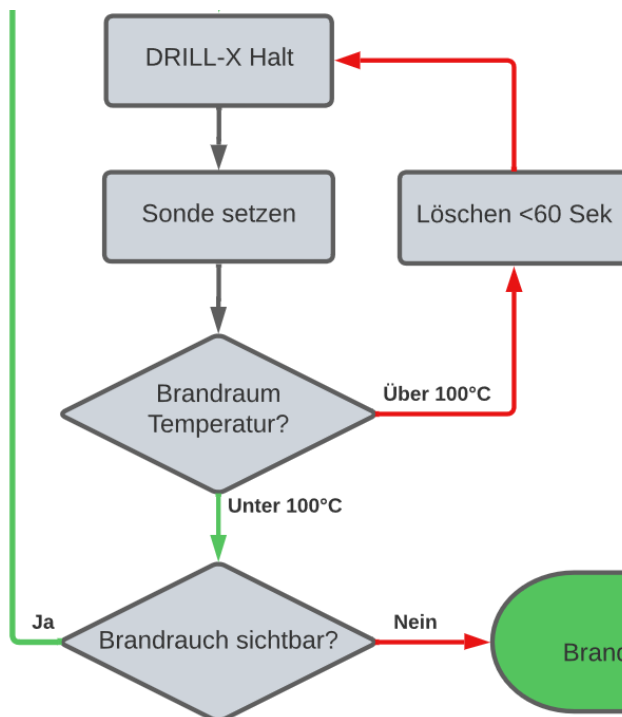 DRILL-X Halt
Sonde setzen
Löschen <60 Sek
Brandraum
Temperatur?
Über 100°C
Unter 100°C
Ja
Brandrauch sichtbar?
Nein